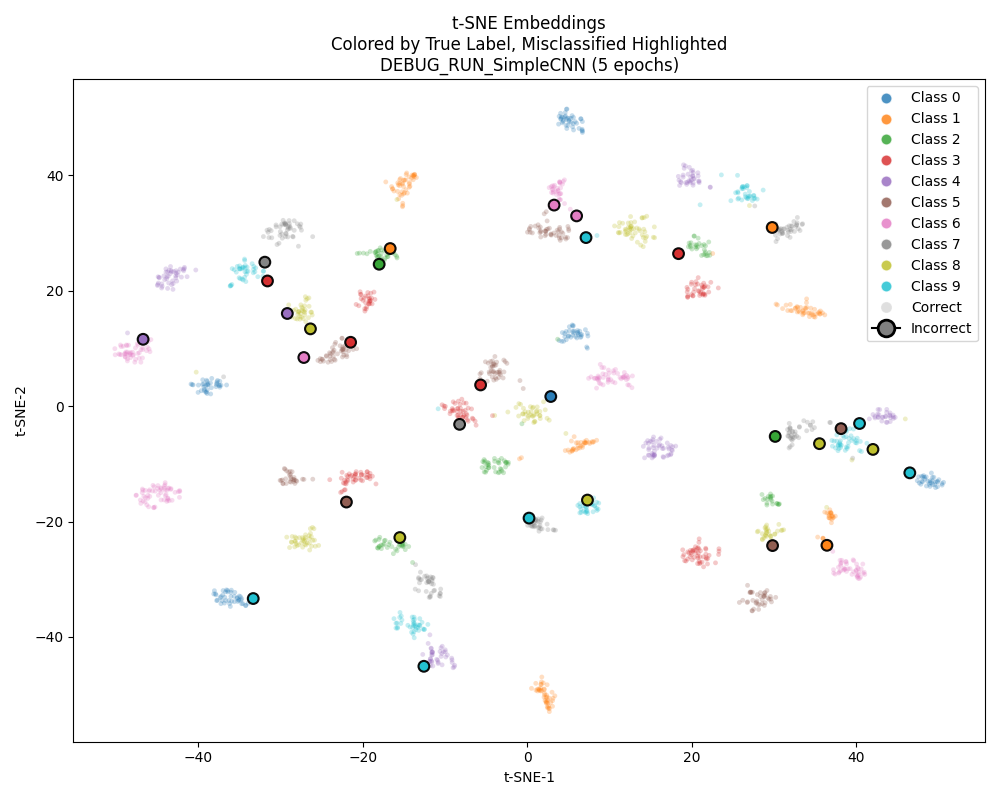 t-SNE Embeddings
Colored by True Label, Misclassified Highlighted
DEBUG_RUN_SimpleCNN (5 epochs)
Class 0
Class 1
Class 2
Class 3
Class 4
Class 5
Class 6
Class 7
Class 8
Class 9
Correct
Incorrect
40
20
0
−20
−40
−40 −20 0 20 40
t-SNE-1
t-SNE-2